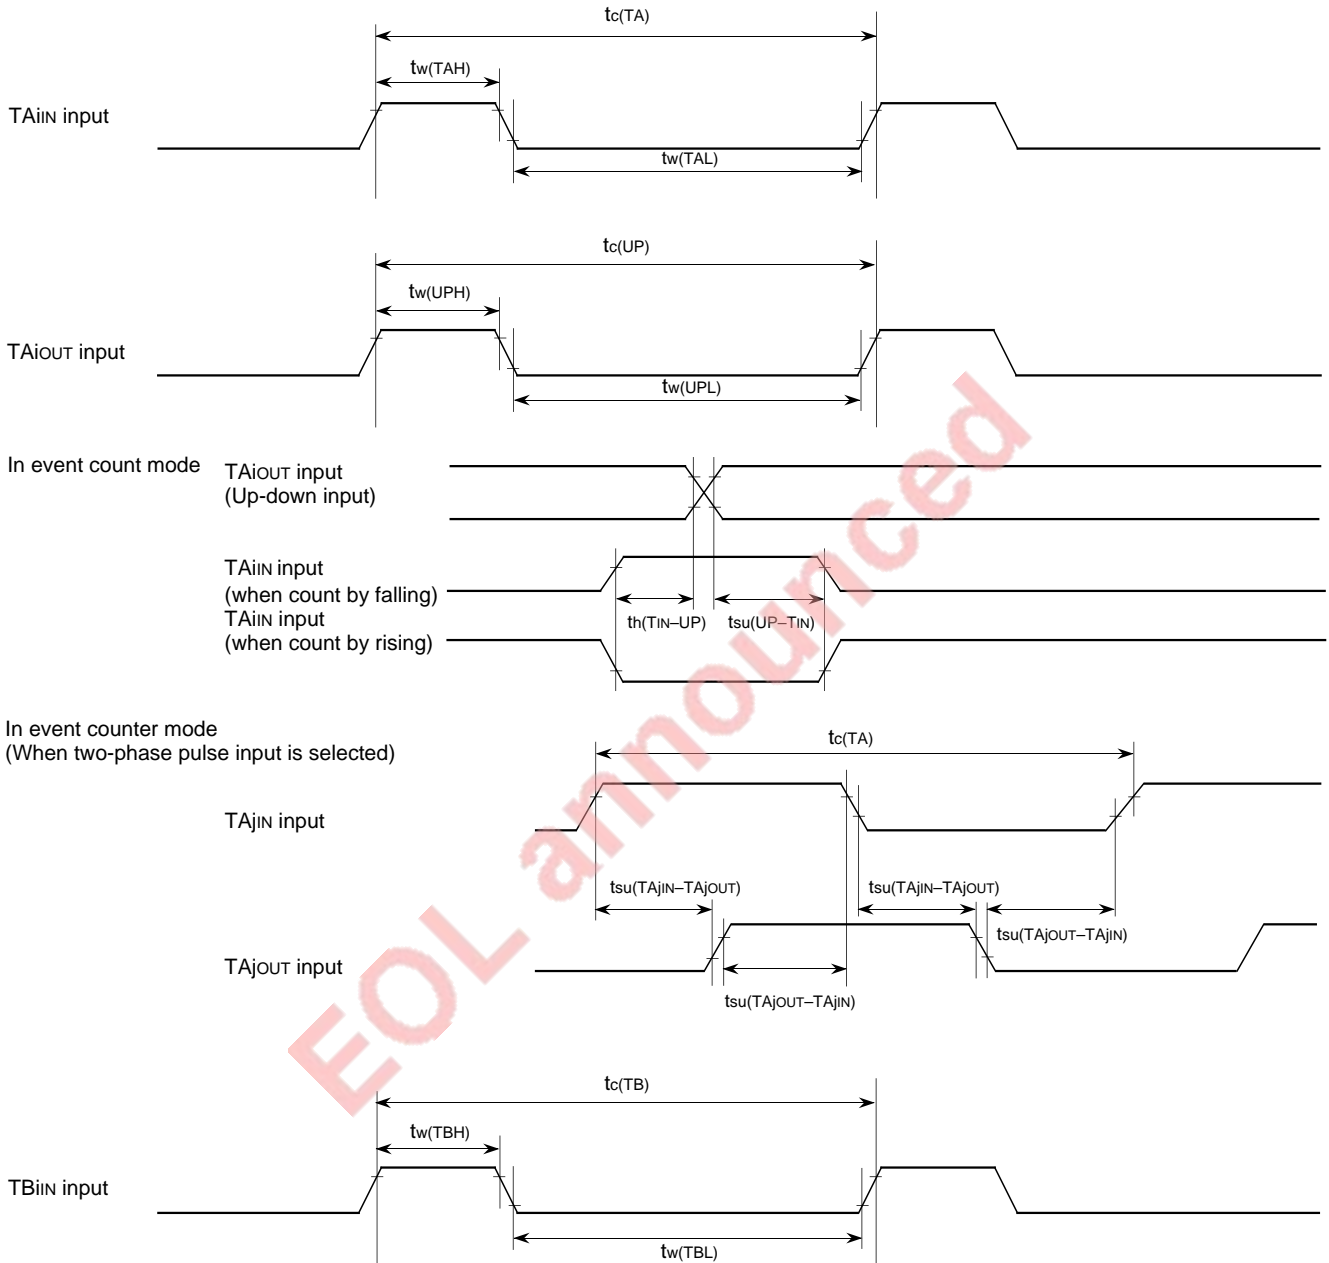 tc(TA)
tw(TAH)
TAiIN input
tw(TAL)
tc(UP)
tw(UPH)
TAiOUT input
tw(UPL)
In event count mode
TAiOUT input
(Up-down input)
TAiIN input
(when count by falling)
th(TIN–UP)
tsu(UP–TIN)
TAiIN input
(when count by rising)
In event counter mode
(When two-phase pulse input is selected)
tc(TA)
TAjIN input
tsu(TAjIN–TAjOUT)
tsu(TAjIN–TAjOUT)
tsu(TAjOUT–TAjIN)
TAjOUT input
tsu(TAjOUT–TAjIN)
tc(TB)
tw(TBH)
TBiIN input
tw(TBL)
EOL announced